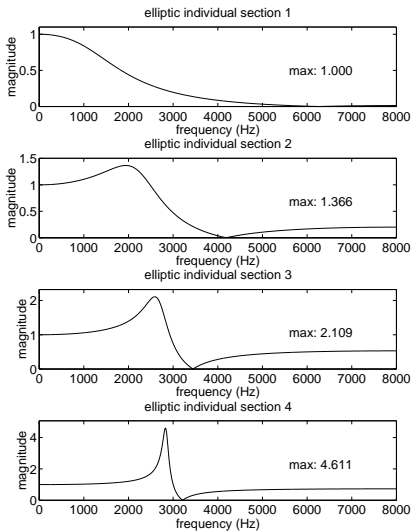 elliptic individual section 1
1
0.5
0
magnitude
max: 1.000
0 1000 2000 3000 4000 5000 6000 7000 8000
frequency (Hz)
elliptic individual section 2
1.5
1
0.5
0
magnitude
max: 1.366
0 1000 2000 3000 4000 5000 6000 7000 8000
frequency (Hz)
elliptic individual section 3
2
1
0
magnitude
max: 2.109
0 1000 2000 3000 4000 5000 6000 7000 8000
frequency (Hz)
elliptic individual section 4
4
2
0
magnitude
max: 4.611
0 1000 2000 3000 4000 5000 6000 7000 8000
frequency (Hz)